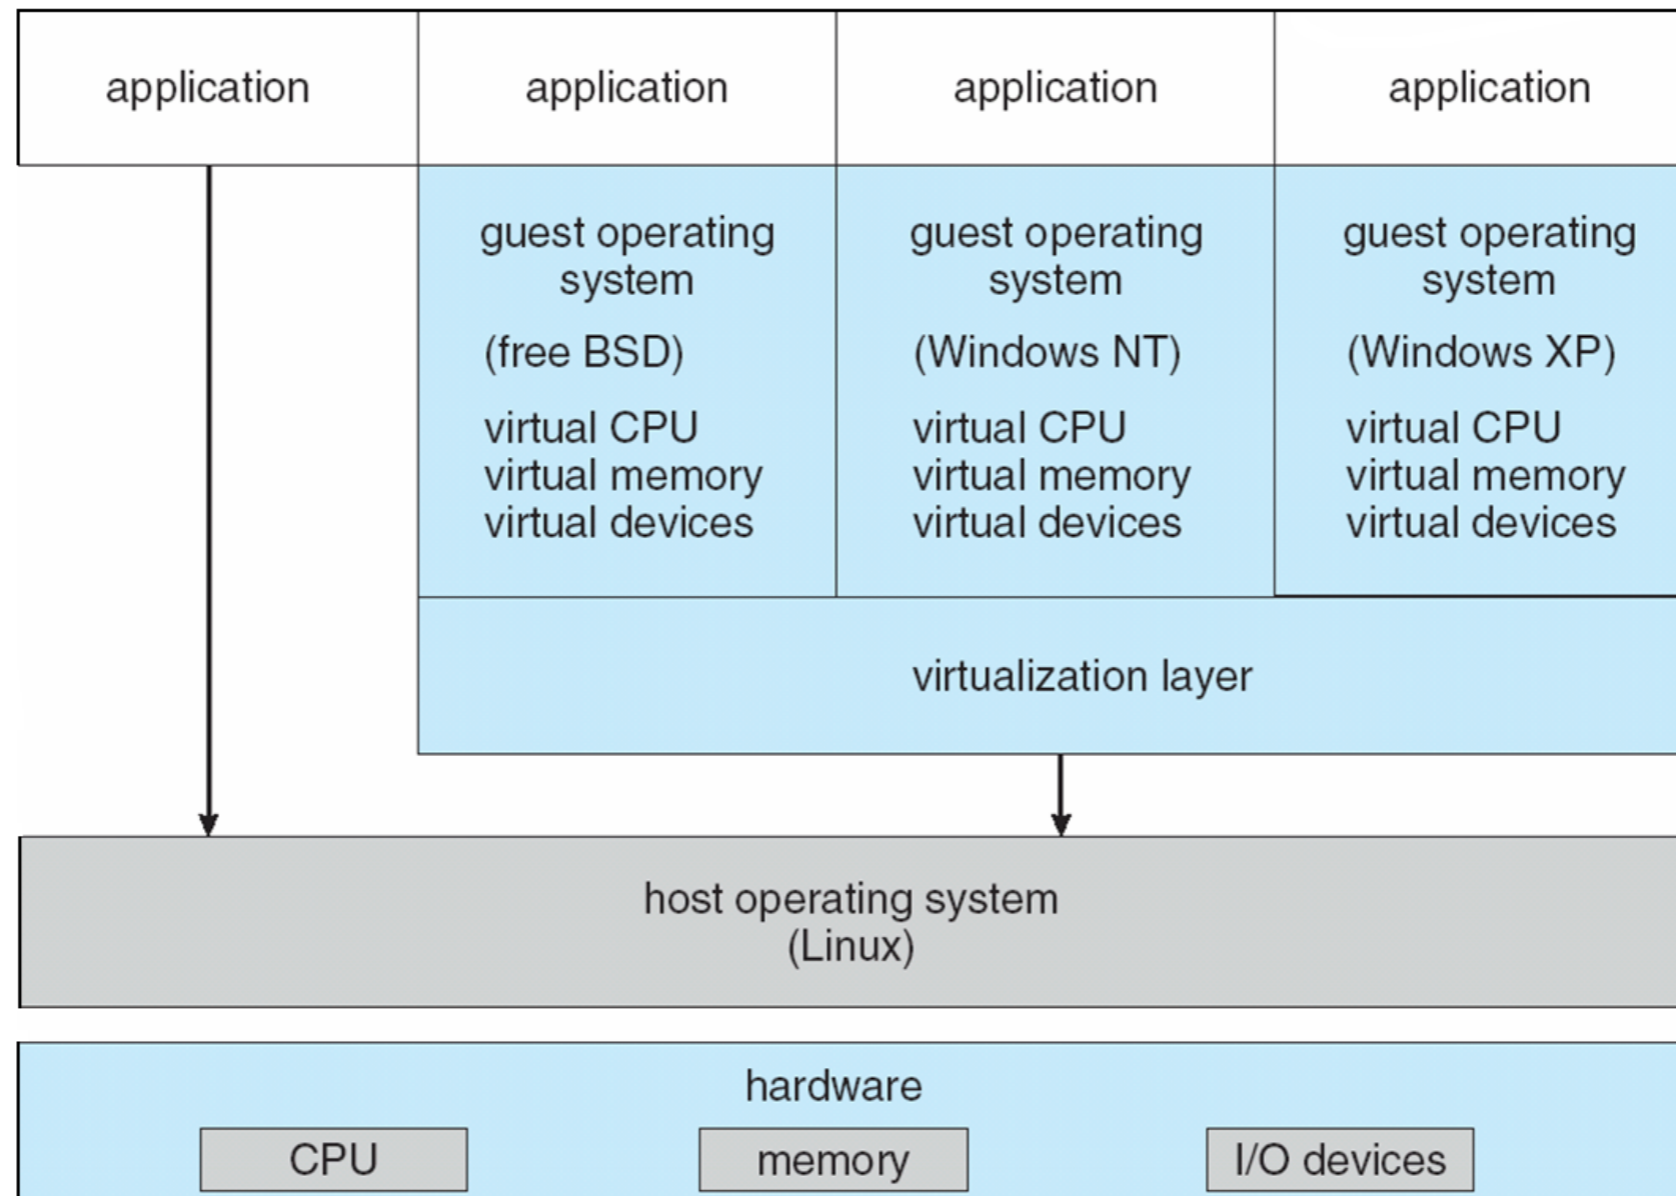 application
application
application
application
guest operating
system
(free BSD)
virtual CPU
virtual memory
virtual devices
guest operating
system
(Windows NT)
virtual CPU
virtual memory
virtual devices
guest operating
system
(Windows XP)
virtual CPU
virtual memory
virtual devices
virtualization layer
host operating system
(Linux)
hardware
CPU
memory
I/O devices